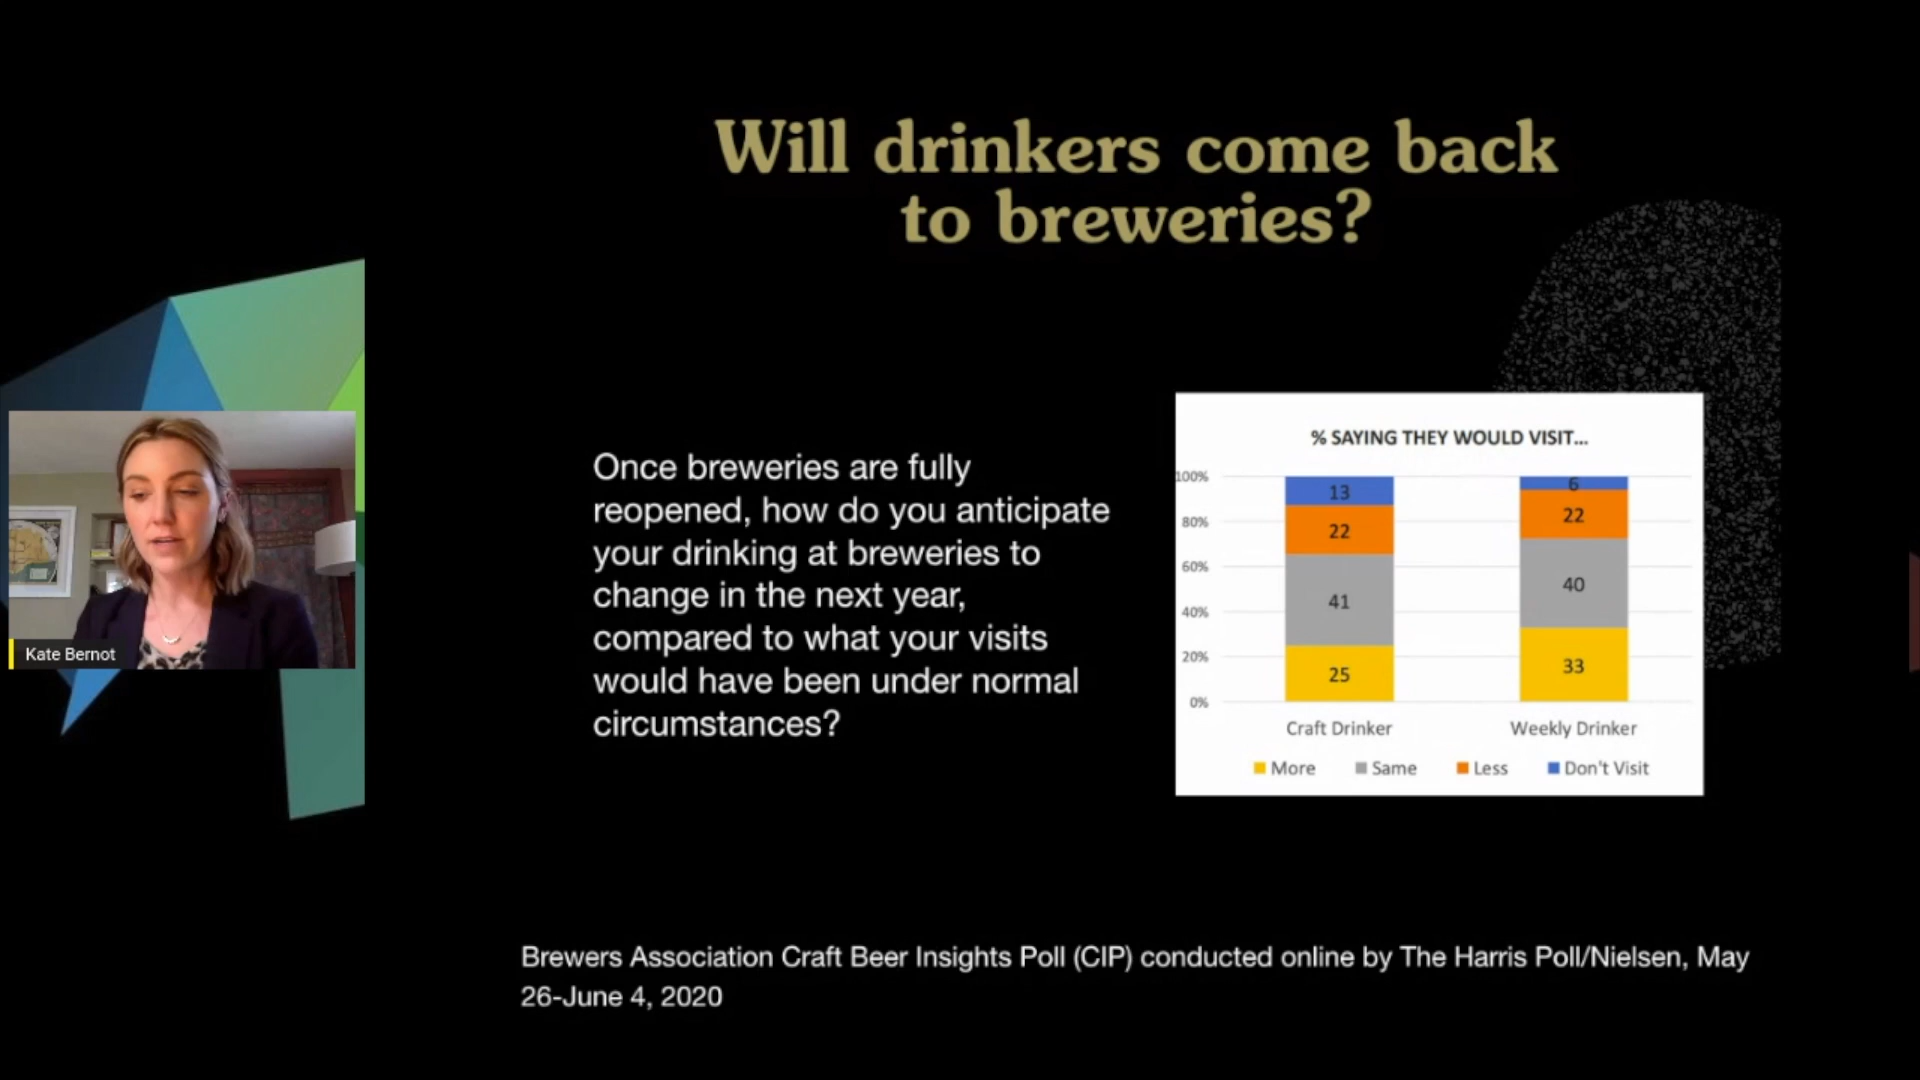 Will drinkers come back
to breweries?
Once breweries are fully
reopened, how do you anticipate
your drinking at breweries to
change in the next year,
compared to what your visits
would have been under normal
circumstances?
% SAYING THEY WOULD VISIT...
100%
80%
60%
40%
20%
0%
13
22
41
25
6
22
40
33
Craft Drinker
Weekly Drinker
More Same Less Don't Visit
Kate Bernot
Brewers Association Craft Beer Insights Poll (CIP) conducted online by The Harris Poll/Nielsen, May
26-June 4, 2020